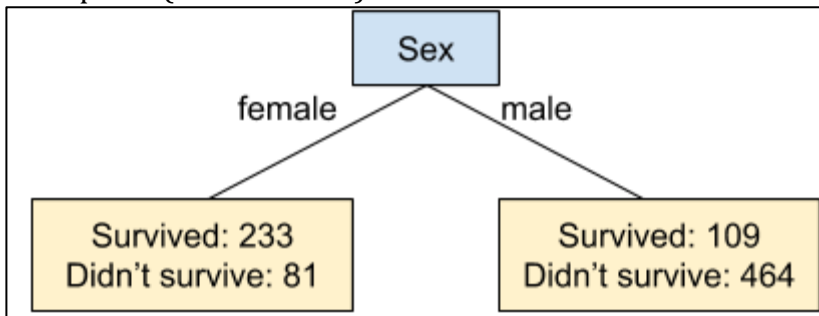 Sex
female
male
Survived: 233
Didn't survive: 81
Survived: 109
Didn't survive: 464